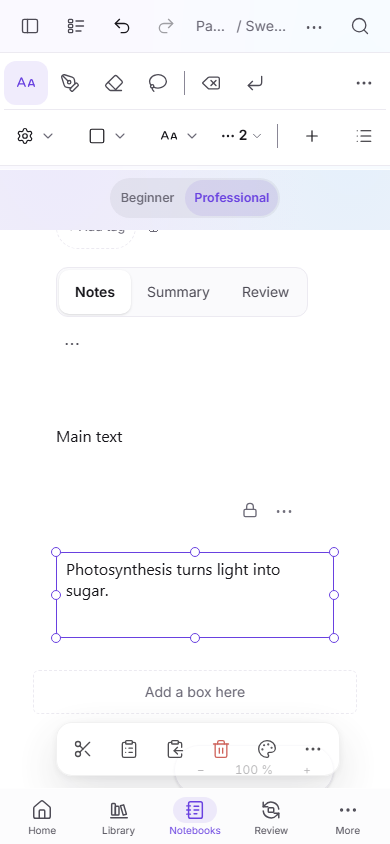 Pa... / Swe...
2
Beginner Professional
Notes Summary Review
Main text
Photosynthesis turns light into
sugar.
Add a box here
− 100 % +
Home Library Notebooks Review More